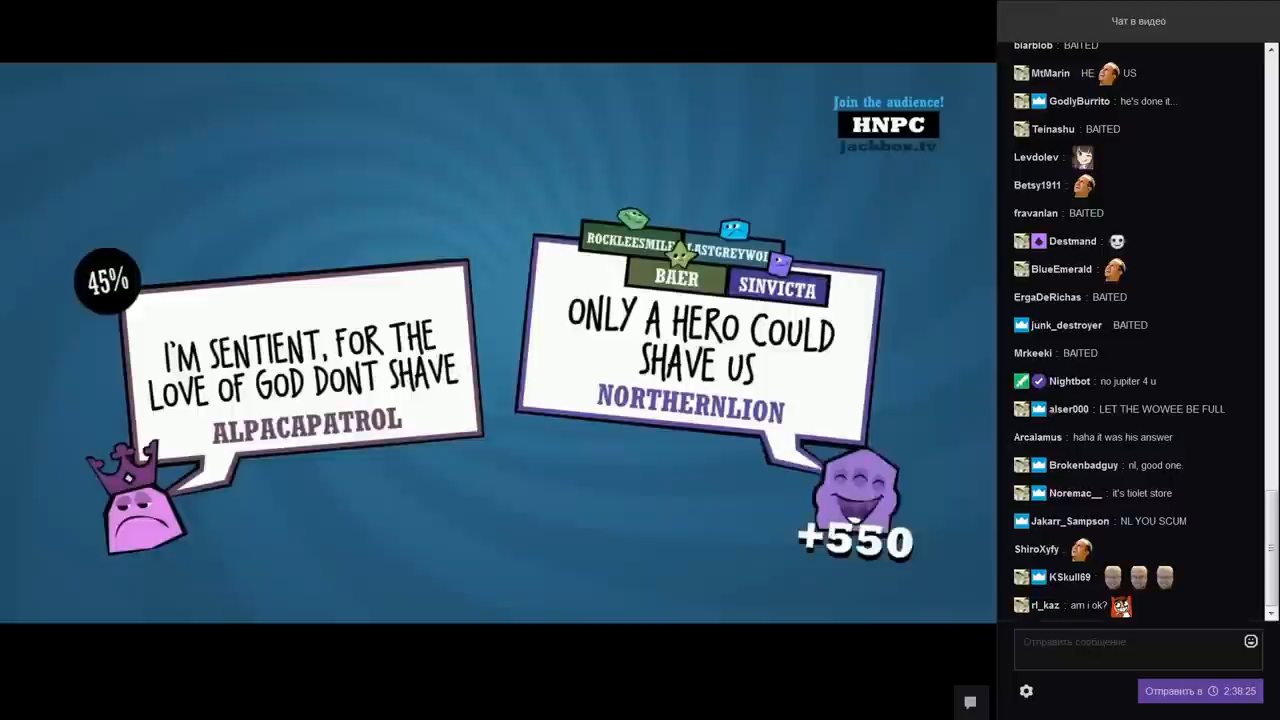 Join the audience!
HNPC
jackbox.tv
45%
I'M SENTIENT, FOR THE
LOVE OF GOD DONT SHAVE
ALPACAPATROL
ROCKLEESMILE
LASTGREYWOL
BAER
SINVICTA
ONLY A HERO COULD
SHAVE US
NORTHERNLION
+550
Чат в видео
blarblob : BAITED
MtMarin HE US
GodlyBurrito : he's done it...
Teinashu : BAITED
Levdolev :
Betsy1911 :
fravanlan : BAITED
Destmand :
BlueEmerald :
ErgaDeRichas : BAITED
junk_destroyer BAITED
Mrkeeki : BAITED
Nightbot : no jupiter 4 u
alser000 : LET THE WOWEE BE FULL
Arcalamus : haha it was his answer
Brokenbadguy : nl, good one.
Noremac__ : it's tiolet store
Jakarr_Sampson : NL YOU SCUM
ShiroXyfy :
KSkull69 :
rl_kaz : am i ok?
Отправить сообщение
Отправить в 2:38:25